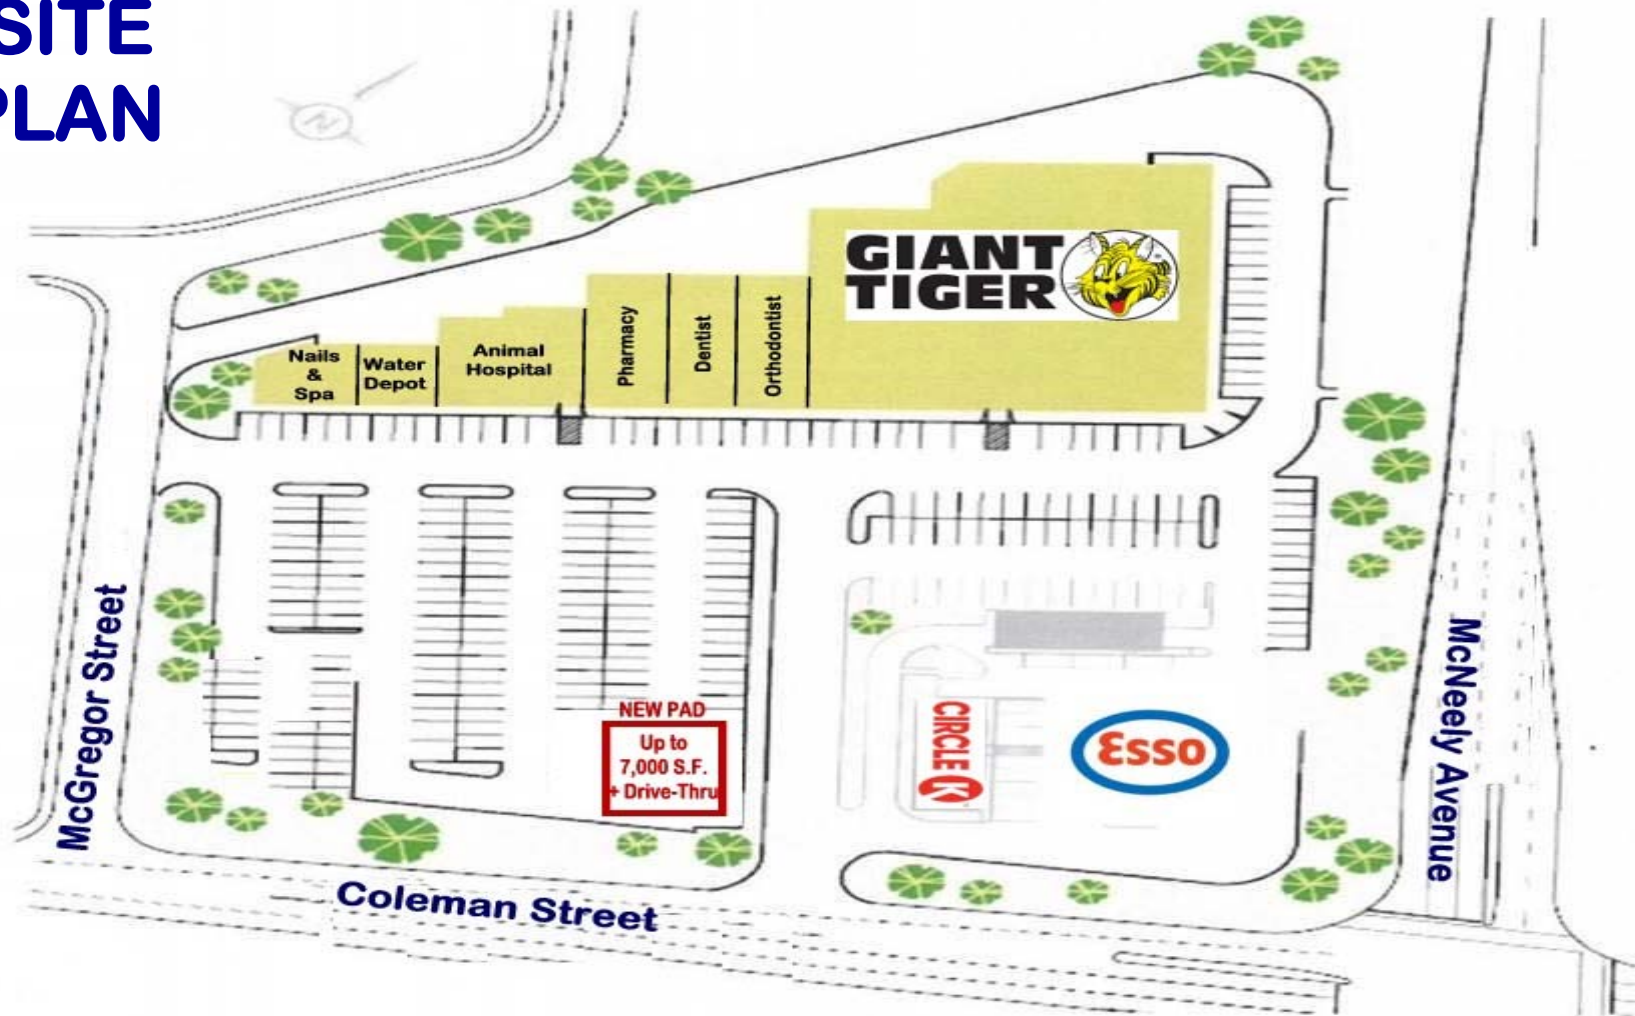 SITE
PLAN
N
GIANT
TIGER
Nails
&
Spa
Water
Depot
Animal
Hospital
Pharmacy
Dentist
Orthodontist
McGregor Street
NEW PAD
Up to
7,000 S.F.
+ Drive-Thru
CIRCLE K
Esso
McNeely Avenue
Coleman Street